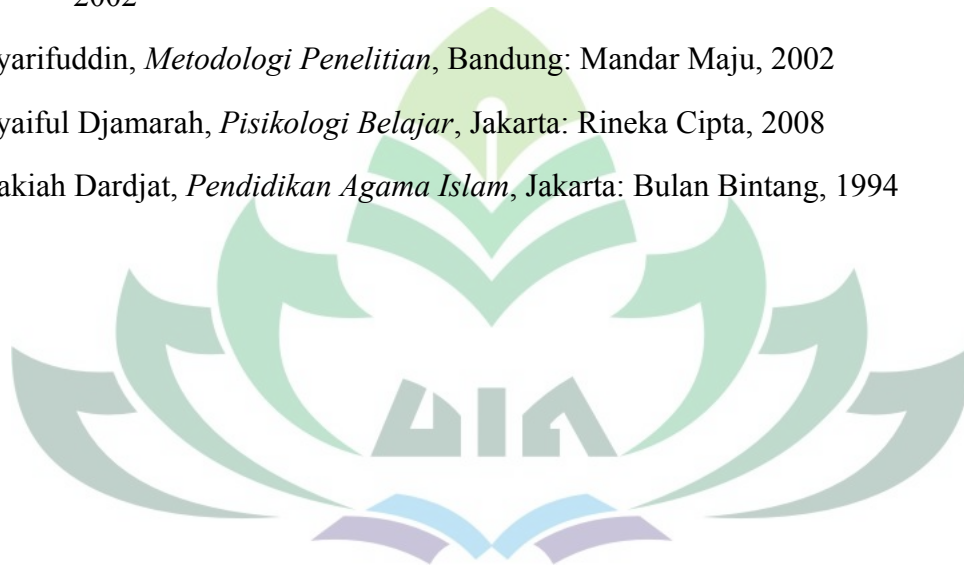 2002
yarifuddin, Metodologi Penelitian, Bandung: Mandar Maju, 2002
yaiful Djamarah, Pisikologi Belajar, Jakarta: Rineka Cipta, 2008
akiah Dardjat, Pendidikan Agama Islam, Jakarta: Bulan Bintang, 1994
UIN